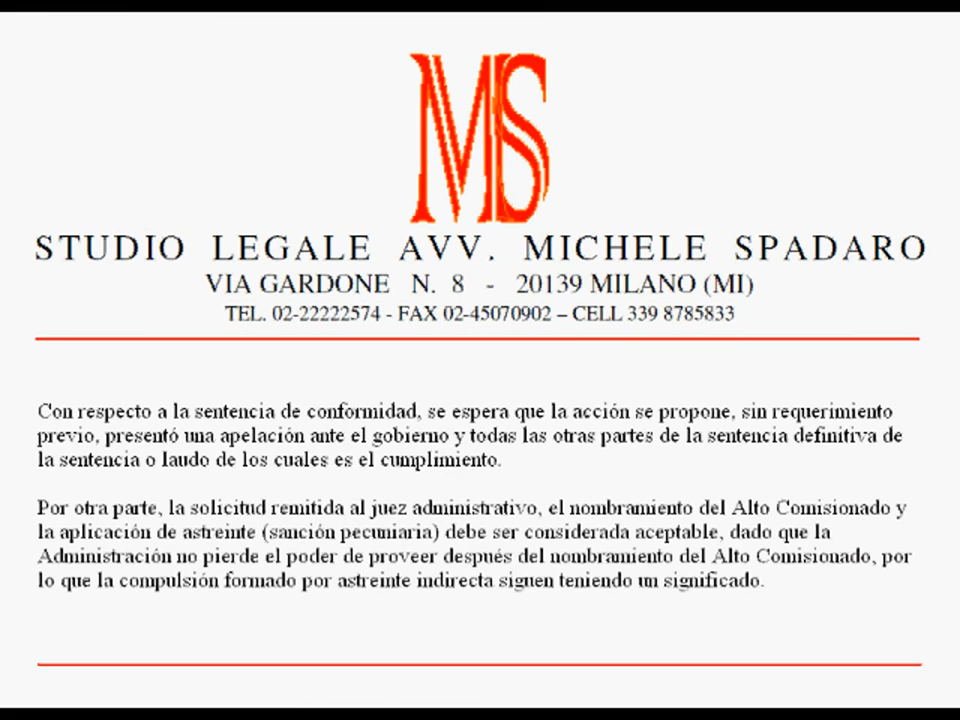 MS
STUDIO LEGALE AVV. MICHELE SPADARO
VIA GARDONE N. 8 - 20139 MILANO (MI)
TEL. 02-22222574 - FAX 02-45070902 – CELL 339 8785833
Con respecto a la sentencia de conformidad, se espera que la acción se propone, sin requerimiento
previo, presentó una apelación ante el gobierno y todas las otras partes de la sentencia definitiva de
la sentencia o laudo de los cuales es el cumplimiento.
Por otra parte, la solicitud remitida al juez administrativo, el nombramiento del Alto Comisionado y
la aplicación de astreinte (sanción pecuniaria) debe ser considerada aceptable, dado que la
Administración no pierde el poder de proveer después del nombramiento del Alto Comisionado, por
lo que la compulsión formado por astreinte indirecta siguen teniendo un significado.